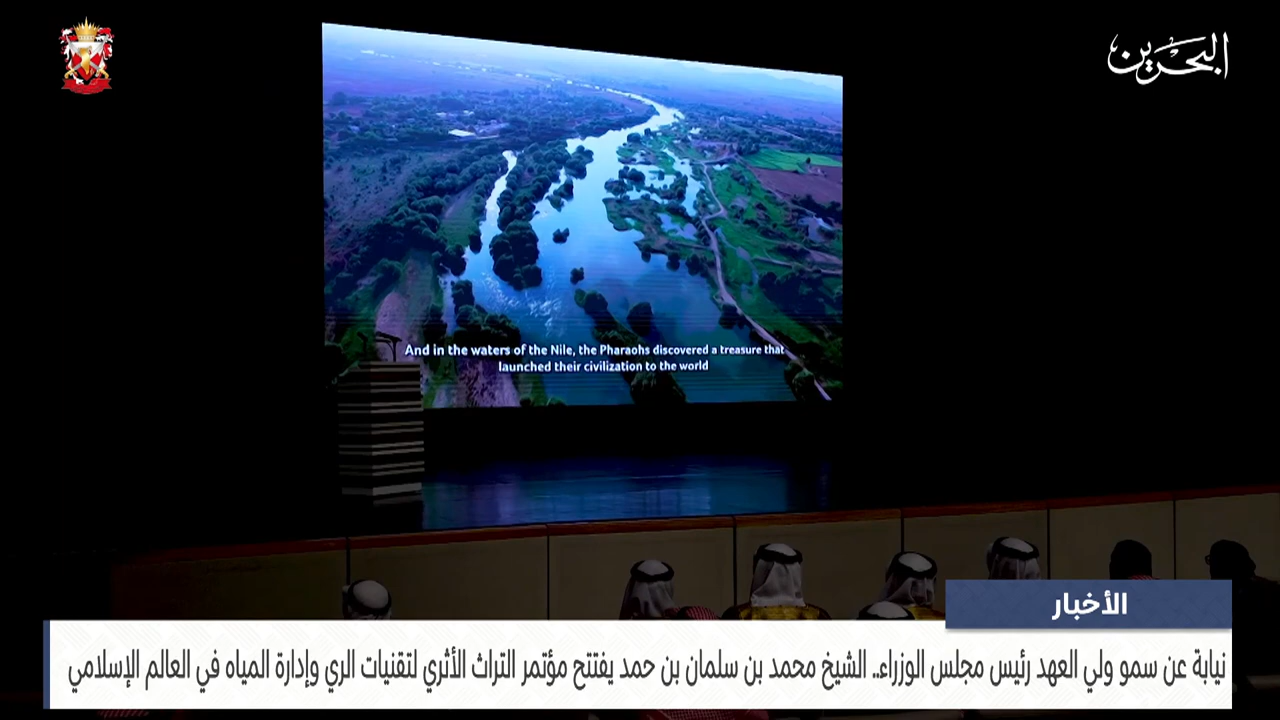 البحرين
And in the waters of the Nile, the Pharaohs discovered a treasure that
launched their civilization to the world
الأخبار
نيابة عن سمو ولي العهد رئيس مجلس الوزراء.. الشيخ محمد بن سلمان بن حمد يفتتح مؤتمر التراث الأثري لتقنيات الري وإدارة المياه في العالم الإسلامي